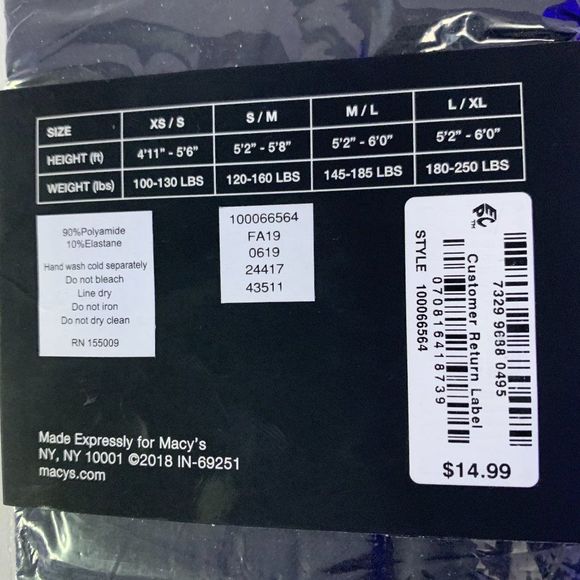 SIZE XS / S S / M M / L L / XL
HEIGHT (ft) 4'11" - 5'6" 5'2" - 5'8" 5'2" - 6'0" 5'2" - 6'0"
WEIGHT (lbs) 100-130 LBS 120-160 LBS 145-185 LBS 180-250 LBS
90%Polyamide
10%Elastane
Hand wash cold separately
Do not bleach
Line dry
Do not iron
Do not dry clean
RN 155009
100066564
FA19
0619
24417
43511
Made Expressly for Macy's
NY, NY 10001 ©2018 IN-69251
macys.com
TM
7329 9688 0495
Customer Return Label
070816418739
STYLE 100066564
$14.99